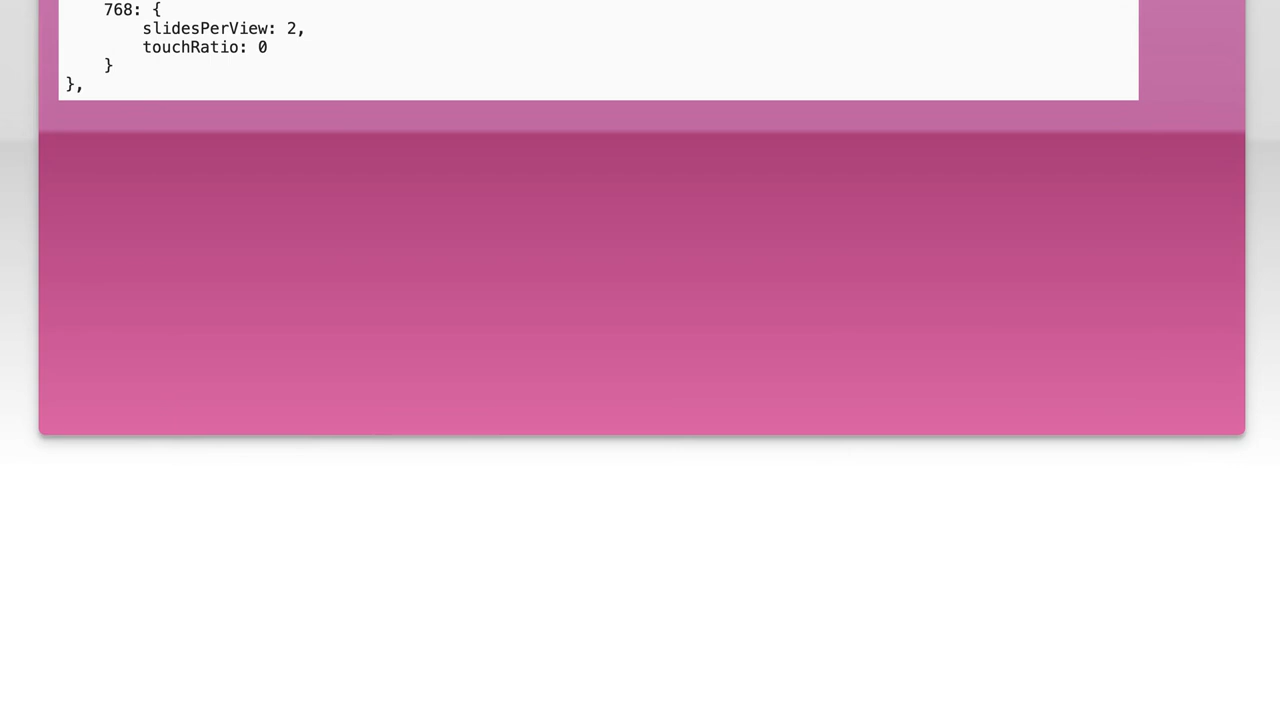 768: {
slidesPerView: 2,
touchRatio: 0
}
},